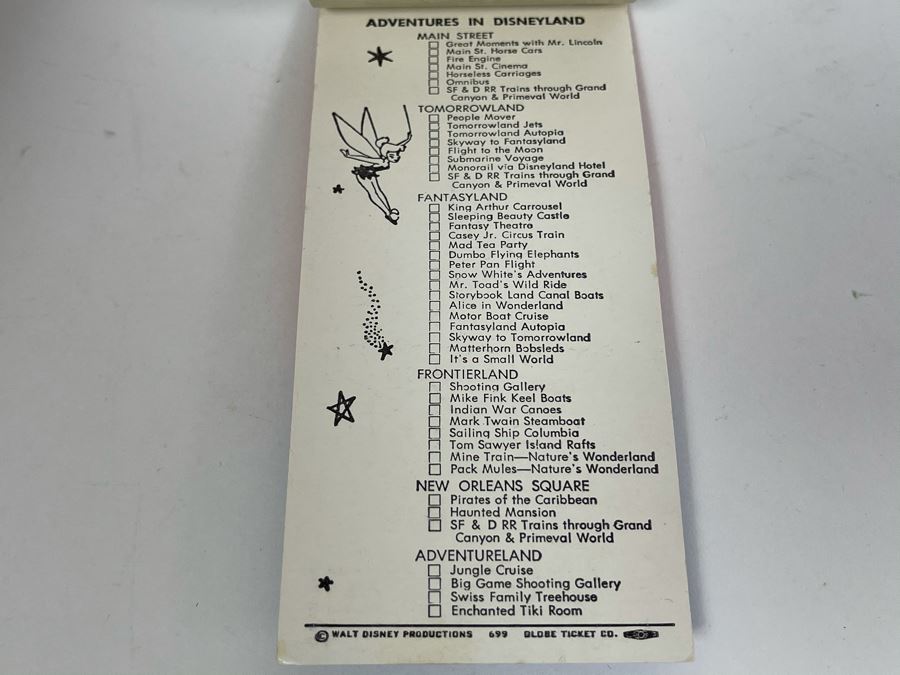 ADVENTURES IN DISNEYLAND
MAIN STREET
Great Moments with Mr. Lincoln
Main St. Horse Cars
Fire Engine
Main St. Cinema
Horseless Carriages
Omnibus
SF & D RR Trains through Grand
Canyon & Primeval World
TOMORROWLAND
People Mover
Tomorrowland Jets
Tomorrowland Autopia
Skyway to Fantasyland
Flight to the Moon
Submarine Voyage
Monorail via Disneyland Hotel
SF & D RR Trains through Grand
Canyon & Primeval World
FANTASYLAND
King Arthur Carrousel
Sleeping Beauty Castle
Fantasy Theatre
Casey Jr. Circus Train
Mad Tea Party
Dumbo Flying Elephants
Peter Pan Flight
Snow White's Adventures
Mr. Toad's Wild Ride
Storybook Land Canal Boats
Alice in Wonderland
Motor Boat Cruise
Fantasyland Autopia
Skyway to Tomorrowland
Matterhorn Bobsleds
It's a Small World
FRONTIERLAND
Shooting Gallery
Mike Fink Keel Boats
Indian War Canoes
Mark Twain Steamboat
Sailing Ship Columbia
Tom Sawyer Island Rafts
Mine Train—Nature's Wonderland
Pack Mules—Nature's Wonderland
NEW ORLEANS SQUARE
Pirates of the Caribbean
Haunted Mansion
SF & D RR Trains through Grand
Canyon & Primeval World
ADVENTURELAND
Jungle Cruise
Big Game Shooting Gallery
Swiss Family Treehouse
Enchanted Tiki Room
© WALT DISNEY PRODUCTIONS 699 GLOBE TICKET CO.